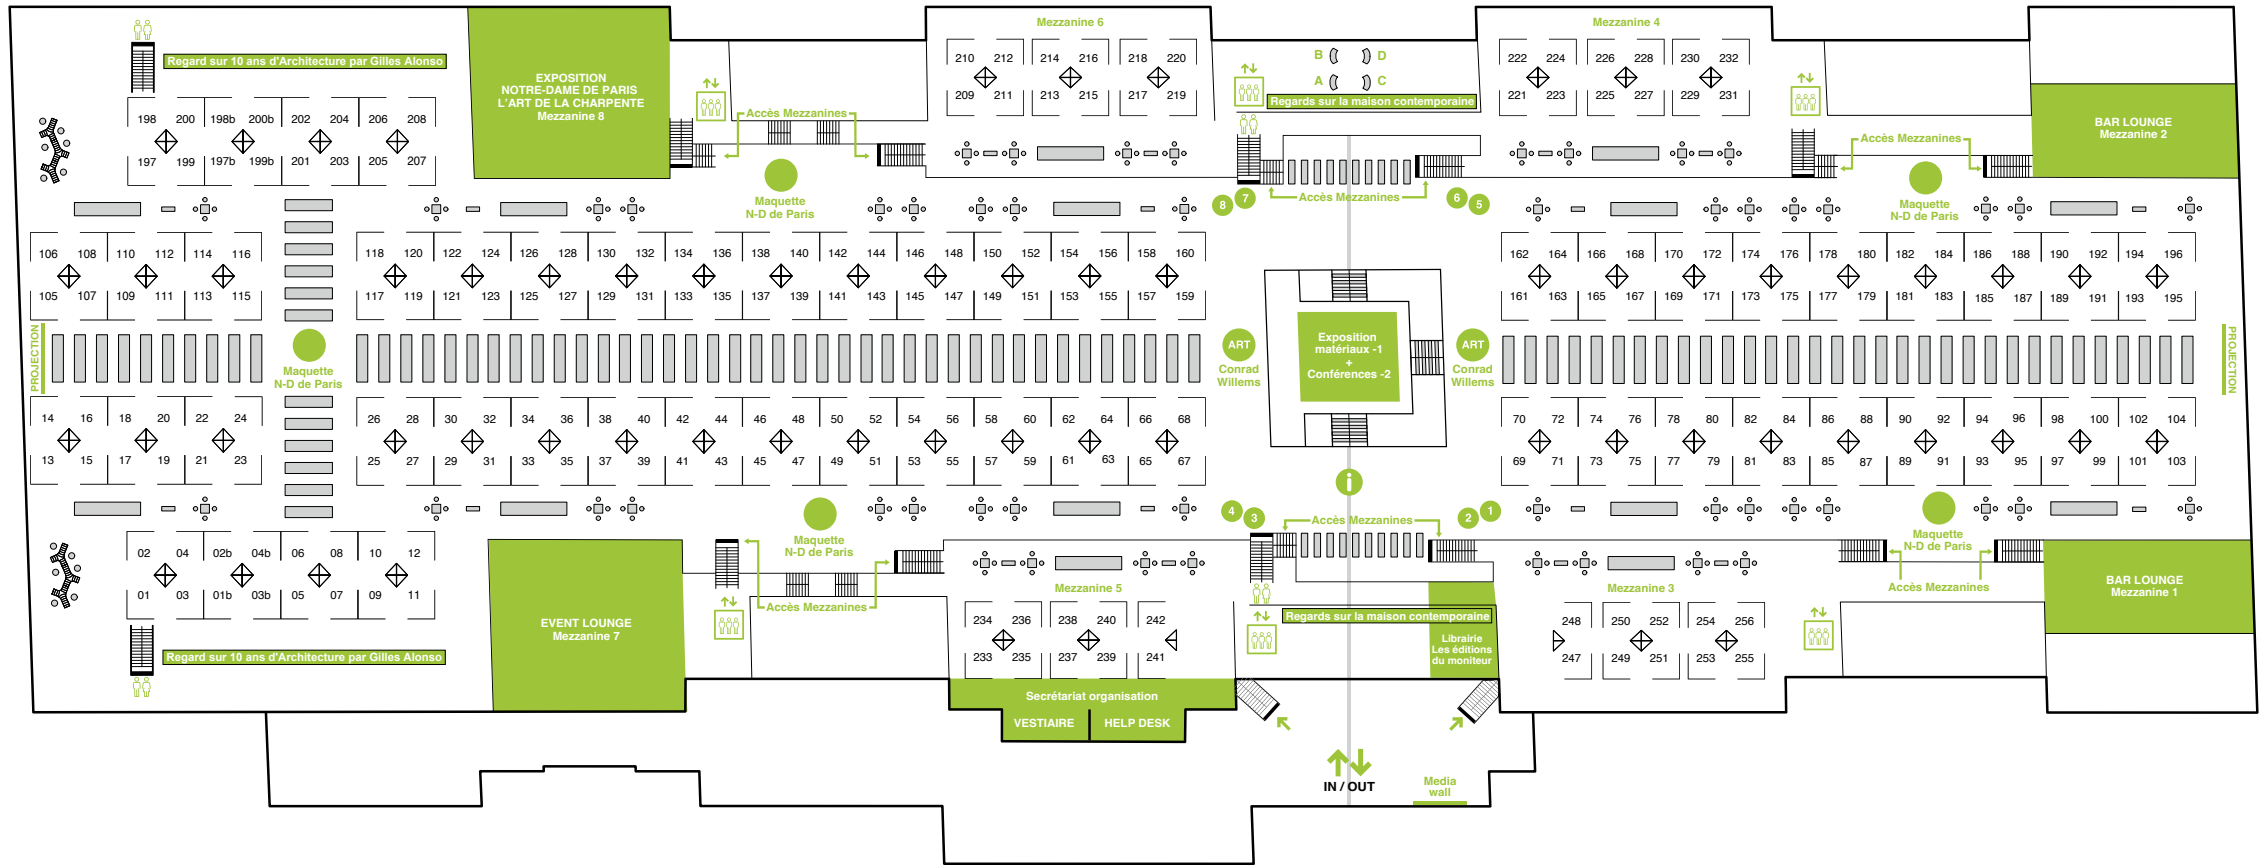 Mezzanine 6
Mezzanine 4
Regard sur 10 ans d'Architecture par Gilles Alonso
EXPOSITION
NOTRE-DAME DE PARIS
L'ART DE LA CHARPENTE
Mezzanine 8
210 212 214 216 218 220
209 211 213 215 217 219
B D
A C
Regards sur la maison contemporaine
222 224 226 228 230 232
221 223 225 227 229 231
BAR LOUNGE
Mezzanine 2
Accès Mezzanines
Accès Mezzanines
198 200 198b 200b 202 204 206 208
197 199 197b 199b 201 203 205 207
Maquette
N-D de Paris
8 7
Accès Mezzanines
6 5
Maquette
N-D de Paris
106 108 110 112 114 116
105 107 109 111 113 115
118 120 122 124 126 128 130 132 134 136 138 140 142 144 146 148 150 152 154 156 158 160
117 119 121 123 125 127 129 131 133 135 137 139 141 143 145 147 149 151 153 155 157 159
162 164 166 168 170 172 174 176 178 180 182 184 186 188 190 192 194 196
161 163 165 167 169 171 173 175 177 179 181 183 185 187 189 191 193 195
PROJECTION
Maquette
N-D de Paris
ART
Conrad
Willems
Exposition
matériaux -1
+
Conférences -2
ART
Conrad
Willems
PROJECTION
14 16 18 20 22 24
13 15 17 19 21 23
26 28 30 32 34 36 38 40 42 44 46 48 50 52 54 56 58 60 62 64 66 68
25 27 29 31 33 35 37 39 41 43 45 47 49 51 53 55 57 59 61 63 65 67
70 72 74 76 78 80 82 84 86 88 90 92 94 96 98 100 102 104
69 71 73 75 77 79 81 83 85 87 89 91 93 95 97 99 101 103
i
4 3
Accès Mezzanines
2 1
Maquette
N-D de Paris
Maquette
N-D de Paris
02 04 02b 04b 06 08 10 12
01 03 01b 03b 05 07 09 11
EVENT LOUNGE
Mezzanine 7
Accès Mezzanines
Mezzanine 5
Mezzanine 3
Accès Mezzanines
BAR LOUNGE
Mezzanine 1
234 236 238 240 242
233 235 237 239 241
Regards sur la maison contemporaine
Librairie
Les éditions
du moniteur
248 250 252 254 256
247 249 251 253 255
Regard sur 10 ans d'Architecture par Gilles Alonso
Secrétariat organisation
VESTIAIRE
HELP DESK
IN / OUT
Media
wall